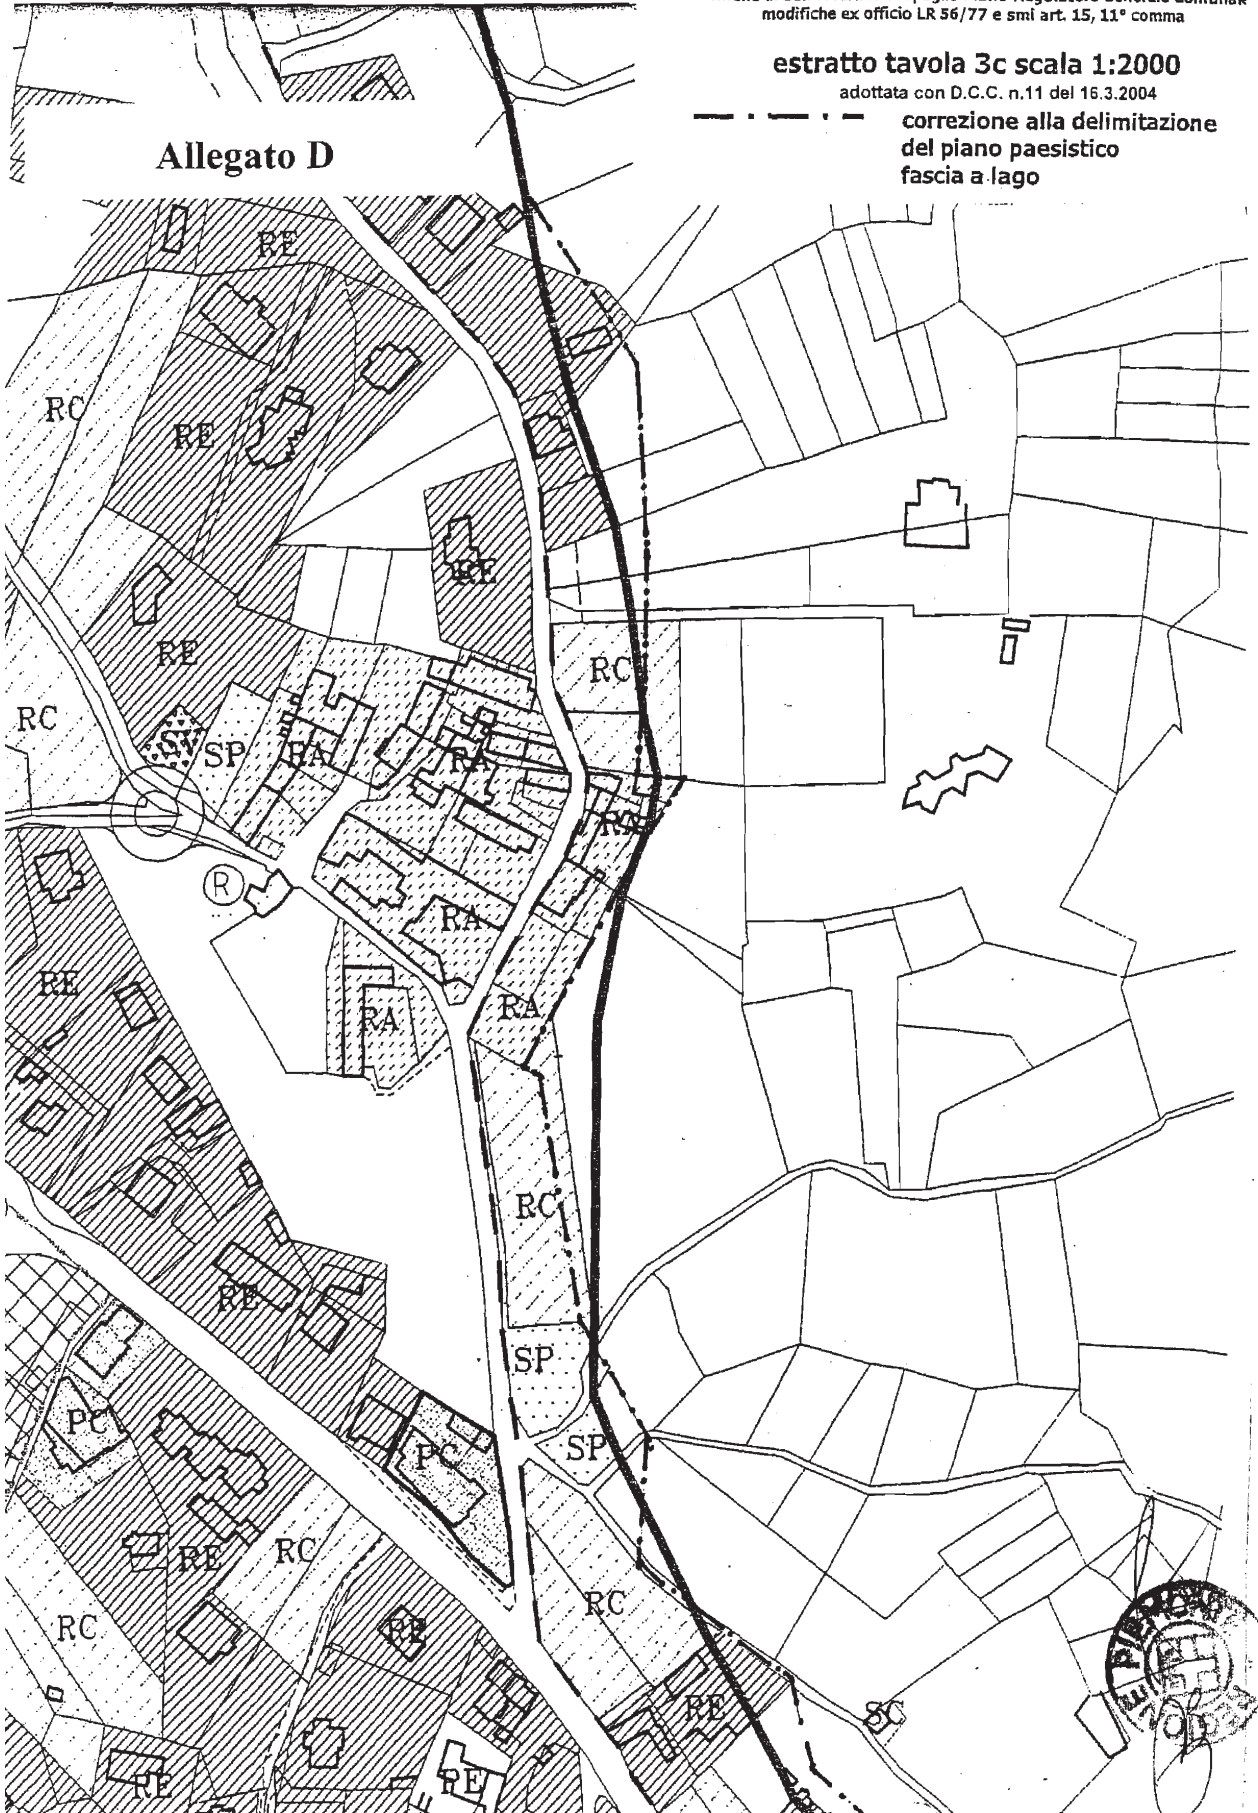 modifiche ex officio LR 56/77 e smi art. 15, 11° comma
estratto tavola 3c scala 1:2000
adottata con D.C.C. n.11 del 16.3.2004
correzione alla delimitazione
del piano paesistico
fascia a lago
Allegato D
RE
RC
RE
RE
RE
RC
RC
SV
SP
RA
RA
RA
R
RA
RE
RA
RA
RC
RE
SP
PC
PC
SP
RE
RC
RC
RE
RC
RE
SC
RE
RE